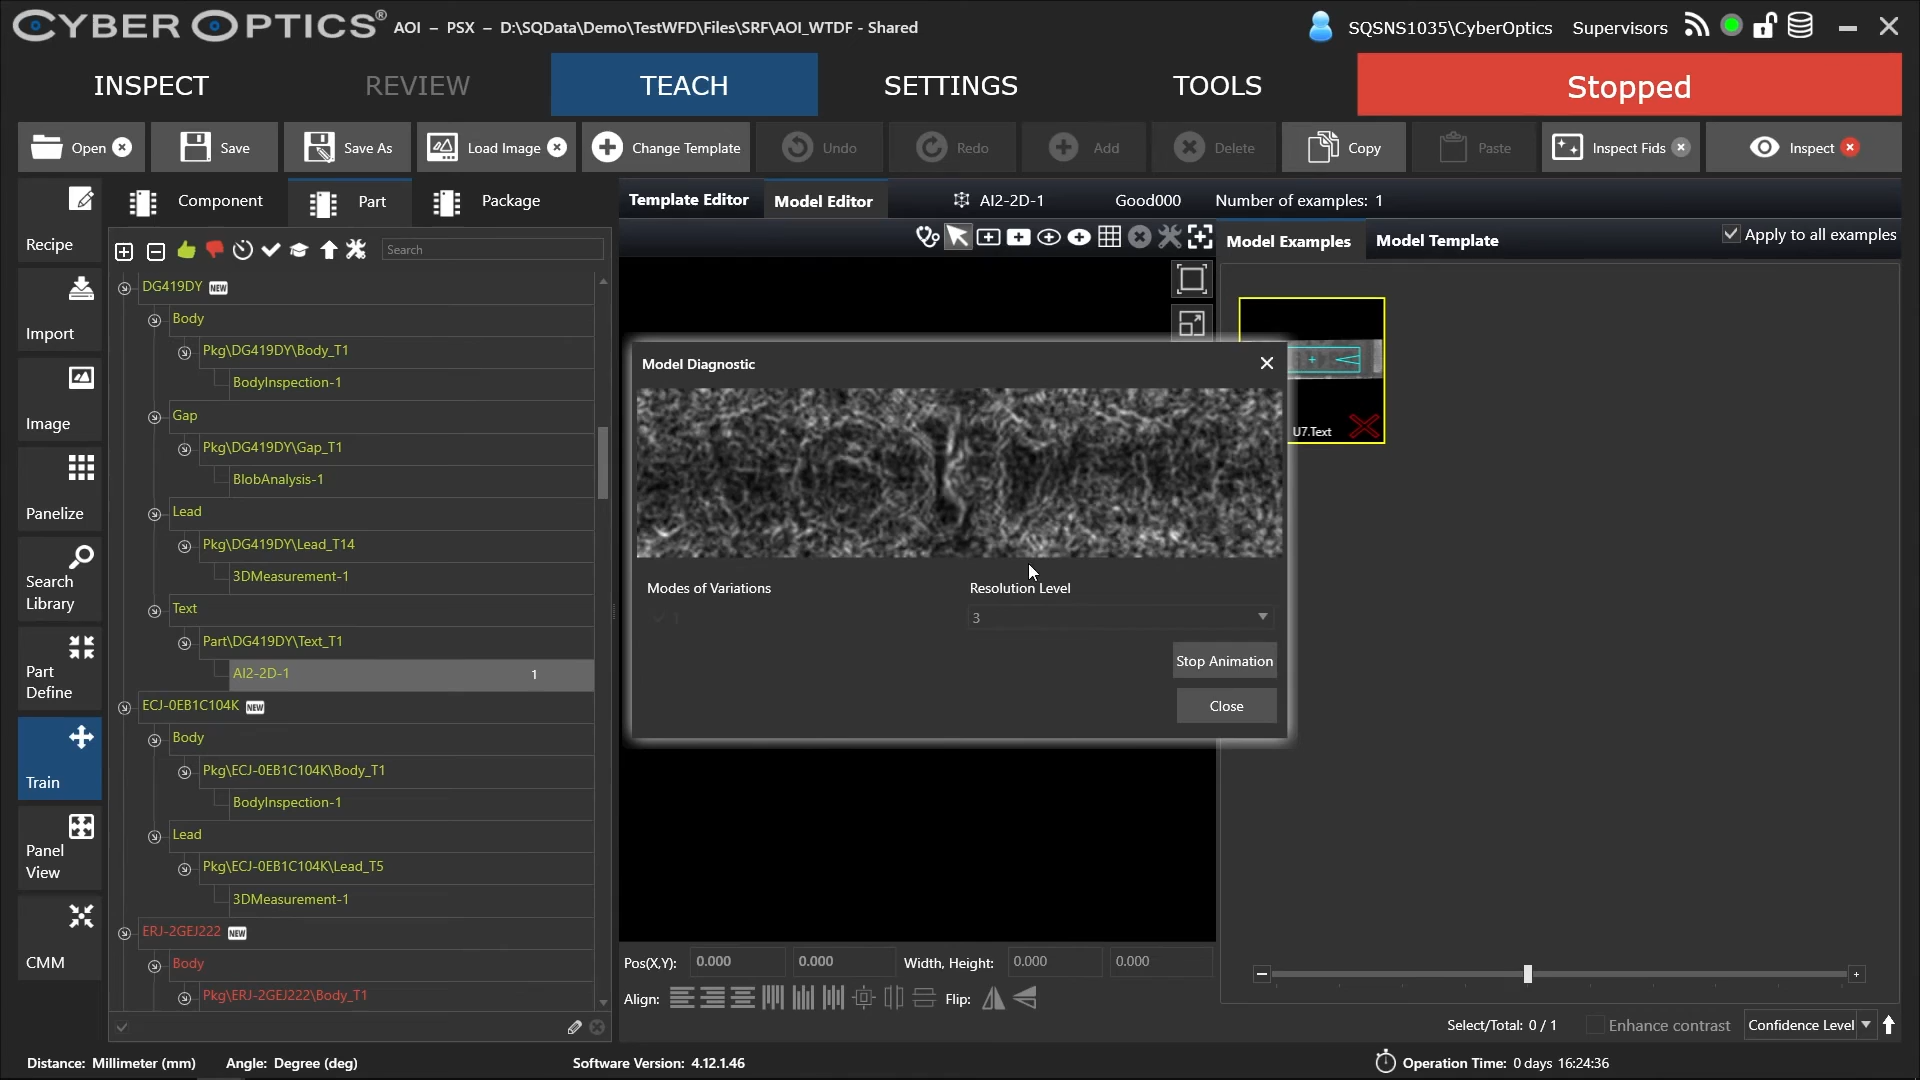 CYBEROPTICS® AOI – PSX – D:\SQData\Demo\TestWFD\Files\SRF\AOI_WTDF - Shared
SQSNS1035\CyberOptics Supervisors
INSPECT REVIEW TEACH SETTINGS TOOLS Stopped
Open Save Save As Load Image Change Template Undo Redo Add Delete Copy Paste Inspect Fids Inspect
Recipe
Import
Image
Panelize
Search
Library
Part
Define
Train
Panel
View
CMM
Component Part Package
Search
DG419DY NEW
Body
Pkg\DG419DY\Body_T1
BodyInspection-1
Gap
Pkg\DG419DY\Gap_T1
BlobAnalysis-1
Lead
Pkg\DG419DY\Lead_T14
3DMeasurement-1
Text
Part\DG419DY\Text_T1
AI2-2D-1 1
ECJ-0EB1C104K NEW
Body
Pkg\ECJ-0EB1C104K\Body_T1
BodyInspection-1
Lead
Pkg\ECJ-0EB1C104K\Lead_T5
3DMeasurement-1
ERJ-2GEJ222 NEW
Body
Pkg\ERJ-2GEJ222\Body_T1
Template Editor Model Editor AI2-2D-1 Good000 Number of examples: 1
Model Examples Model Template Apply to all examples
U7.Text
Model Diagnostic
Modes of Variations Resolution Level
1 3
Stop Animation
Close
Pos(X,Y): 0.000 0.000 Width, Height: 0.000 0.000
Align: Flip:
Select/Total: 0 / 1 Enhance contrast Confidence Level
Distance: Millimeter (mm) Angle: Degree (deg) Software Version: 4.12.1.46 Operation Time: 0 days 16:24:36